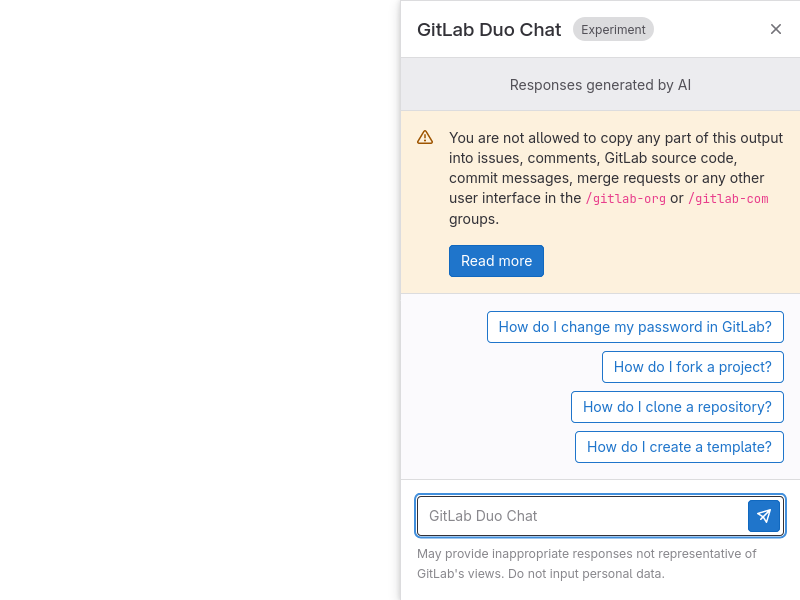 GitLab Duo Chat Experiment
Responses generated by AI
You are not allowed to copy any part of this output
into issues, comments, GitLab source code,
commit messages, merge requests or any other
user interface in the /gitlab-org or /gitlab-com
groups.
Read more
How do I change my password in GitLab?
How do I fork a project?
How do I clone a repository?
How do I create a template?
GitLab Duo Chat
May provide inappropriate responses not representative of
GitLab's views. Do not input personal data.